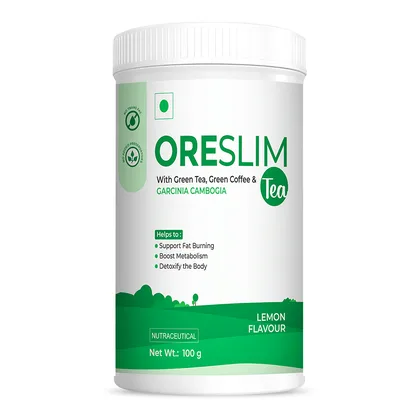 ORESLIM
With Green Tea, Green Coffee &
GARCINIA CAMBOGIA
Tea
Helps to :
• Support Fat Burning
• Boost Metabolism
• Detoxify the Body
LEMON
FLAVOUR
NUTRACEUTICAL
Net Wt.: 100 g